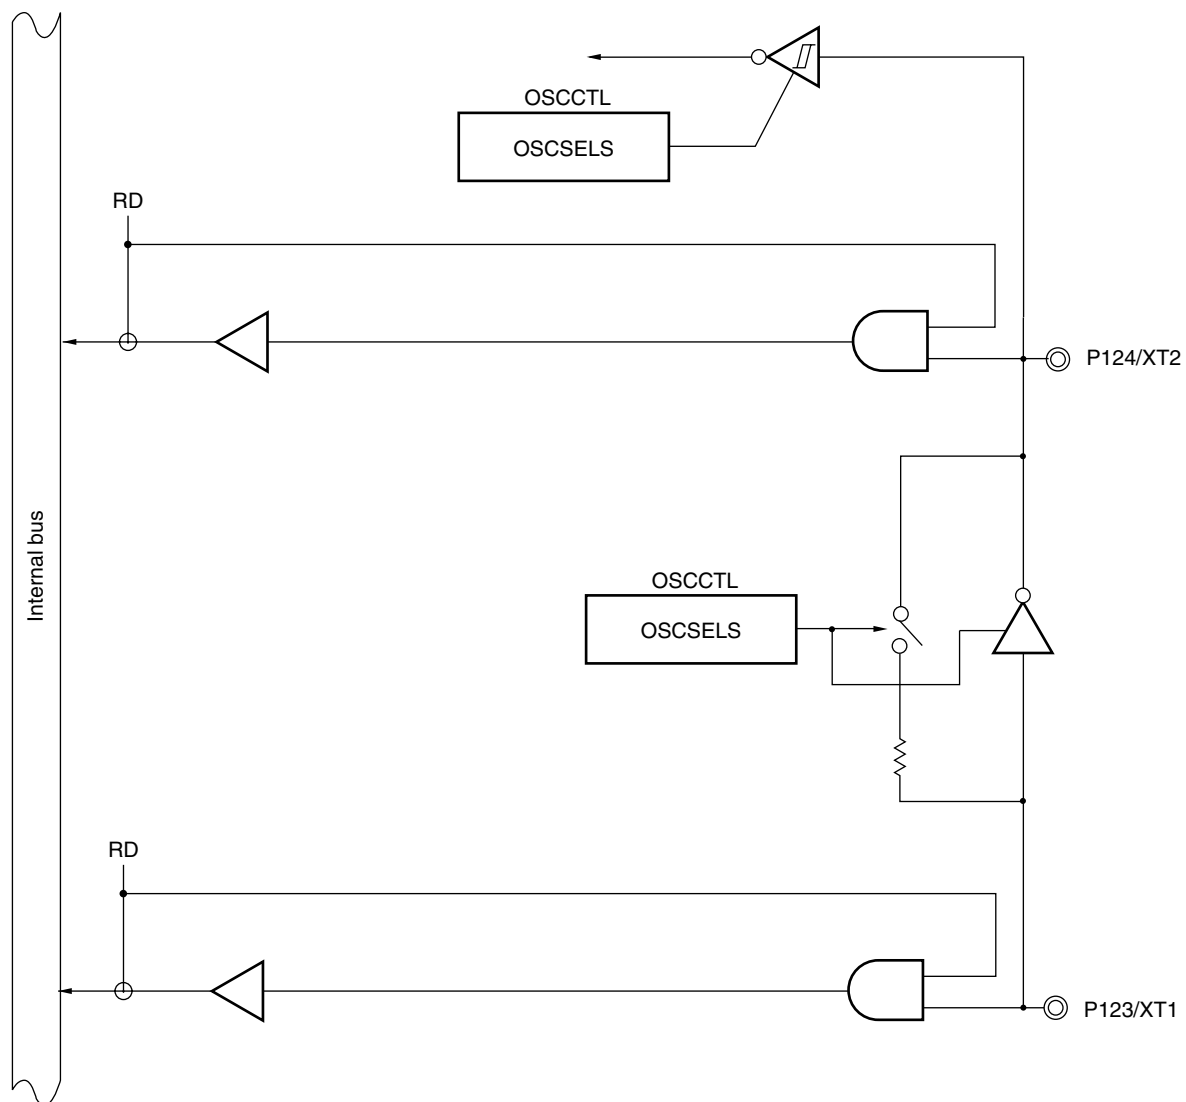 OSCCTL
OSCSELS
RD
P124/XT2
Internal bus
OSCCTL
OSCSELS
RD
P123/XT1